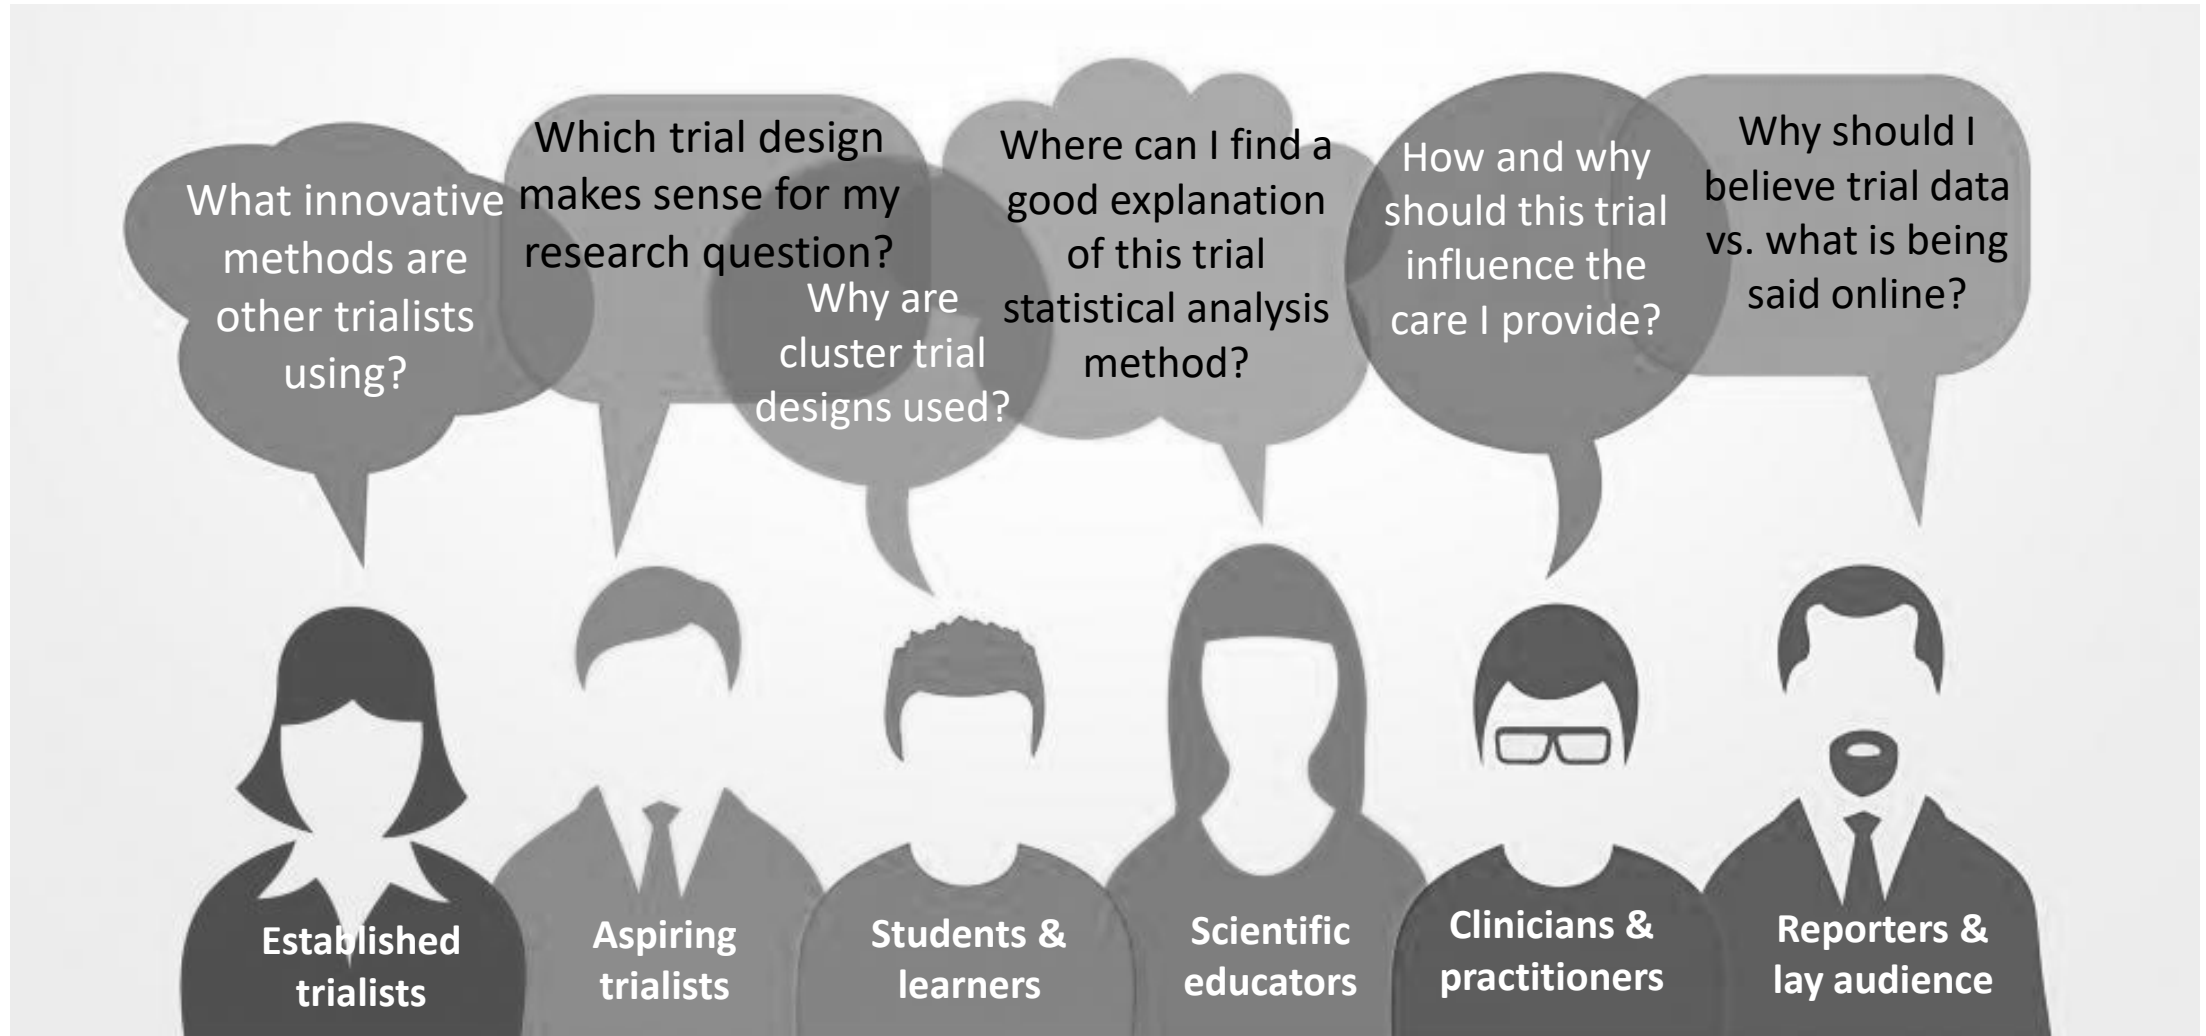 What innovative
methods are
other trialists
using?
Which trial design
makes sense for my
research question?
Why are
cluster trial
designs used?
Where can I find a
good explanation
of this trial
statistical analysis
method?
How and why
should this trial
influence the
care I provide?
Why should I
believe trial data
vs. what is being
said online?
Established
trialists
Aspiring
trialists
Students &
learners
Scientific
educators
Clinicians &
practitioners
Reporters &
lay audience